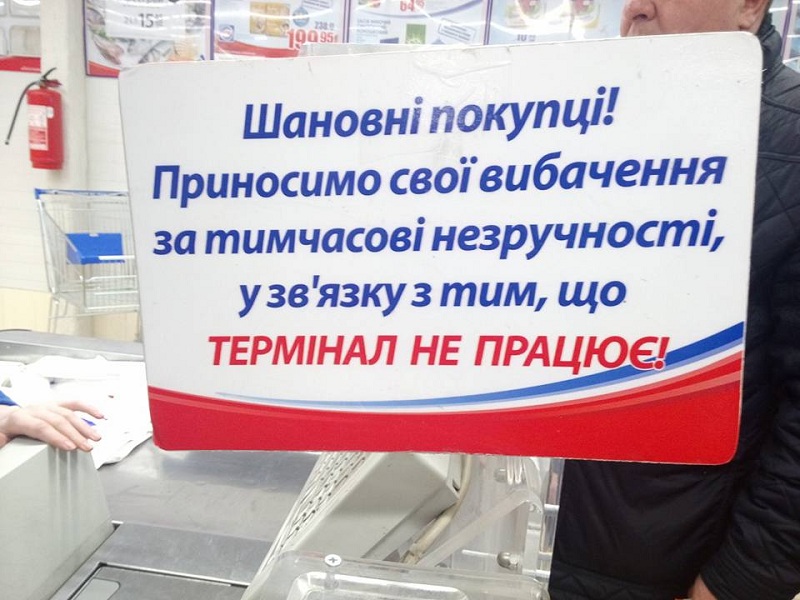 Шановні покупці!
Приносимо свої вибачення
за тимчасові незручності,
у зв'язку з тим, що
ТЕРМІНАЛ НЕ ПРАЦЮЄ!